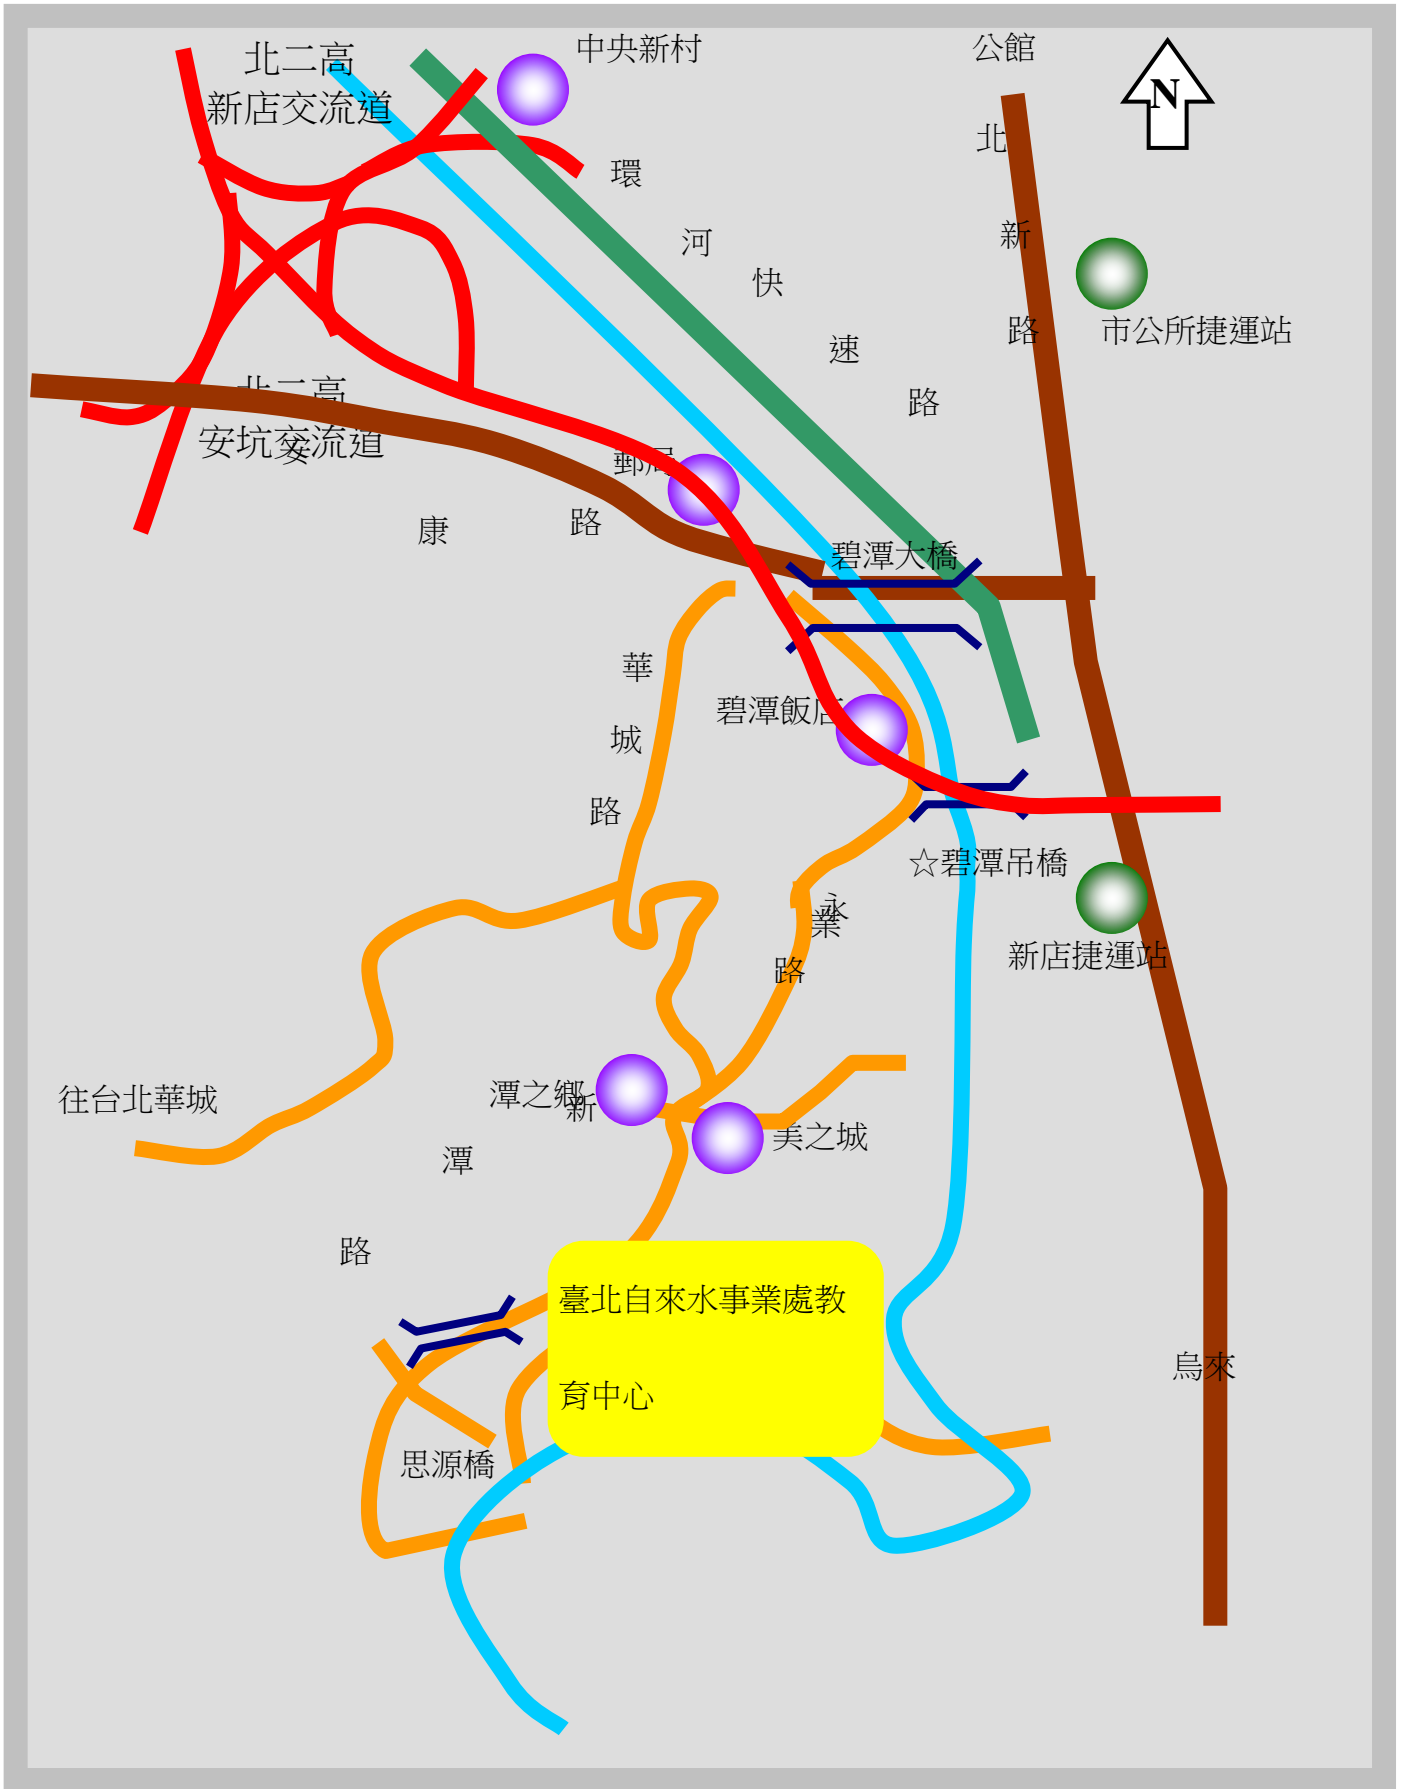 北二高
新店交流道
中央新村
公館
N
北
新
路
環
河
快
速
路
市公所捷運站
北二高
安坑交流道
安
康
路
郵局
碧潭大橋
華
城
路
碧潭飯店
☆碧潭吊橋
永
業
路
新店捷運站
往台北華城
潭之鄉
新
潭
路
美之城
臺北自來水事業處教
育中心
烏來
思源橋